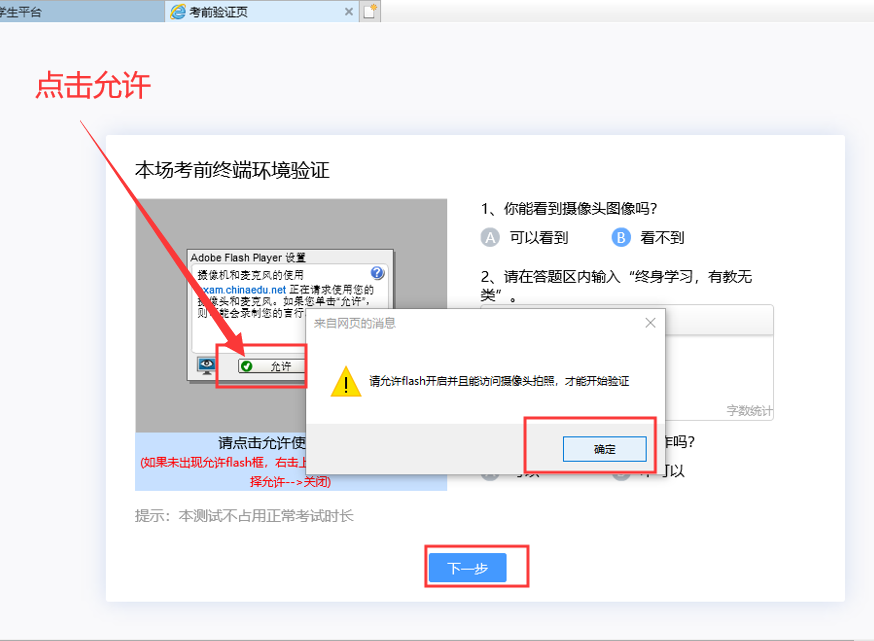 学生平台
考前验证页
点击允许
本场考前终端环境验证
1、你能看到摄像头图像吗?
A 可以看到
B 看不到
2、请在答题区内输入“终身学习，有教无
类”。
Adobe Flash Player 设置
摄像机和麦克风的使用
exam.chinaedu.net 正在请求使用您的
摄像头和麦克风。如果您单击“允许”，
则可能会录制您的言行
允许
来自网页的消息
请允许flash开启并且能访问摄像头拍照，才能开始验证
确定
字数统计
请点击允许使
(如果未出现允许flash框，右击
择允许-->关闭)
作吗?
可以
不可以
提示：本测试不占用正常考试时长
下一步